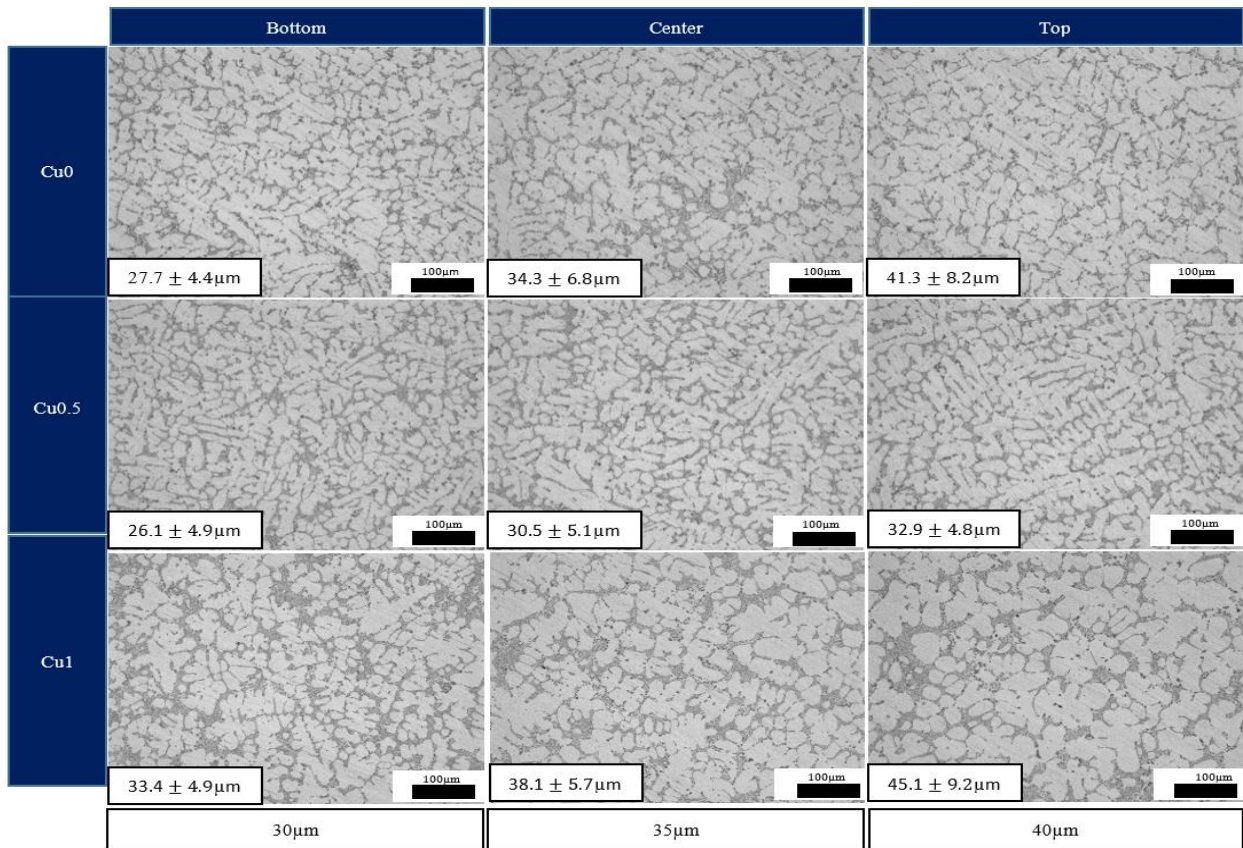 Bottom Center Top
Cu0
27.7 ± 4.4µm 100µm 34.3 ± 6.8µm 100µm 41.3 ± 8.2µm 100µm
Cu0.5
26.1 ± 4.9µm 100µm 30.5 ± 5.1µm 100µm 32.9 ± 4.8µm 100µm
Cu1
33.4 ± 4.9µm 100µm 38.1 ± 5.7µm 100µm 45.1 ± 9.2µm 100µm
30µm 35µm 40µm